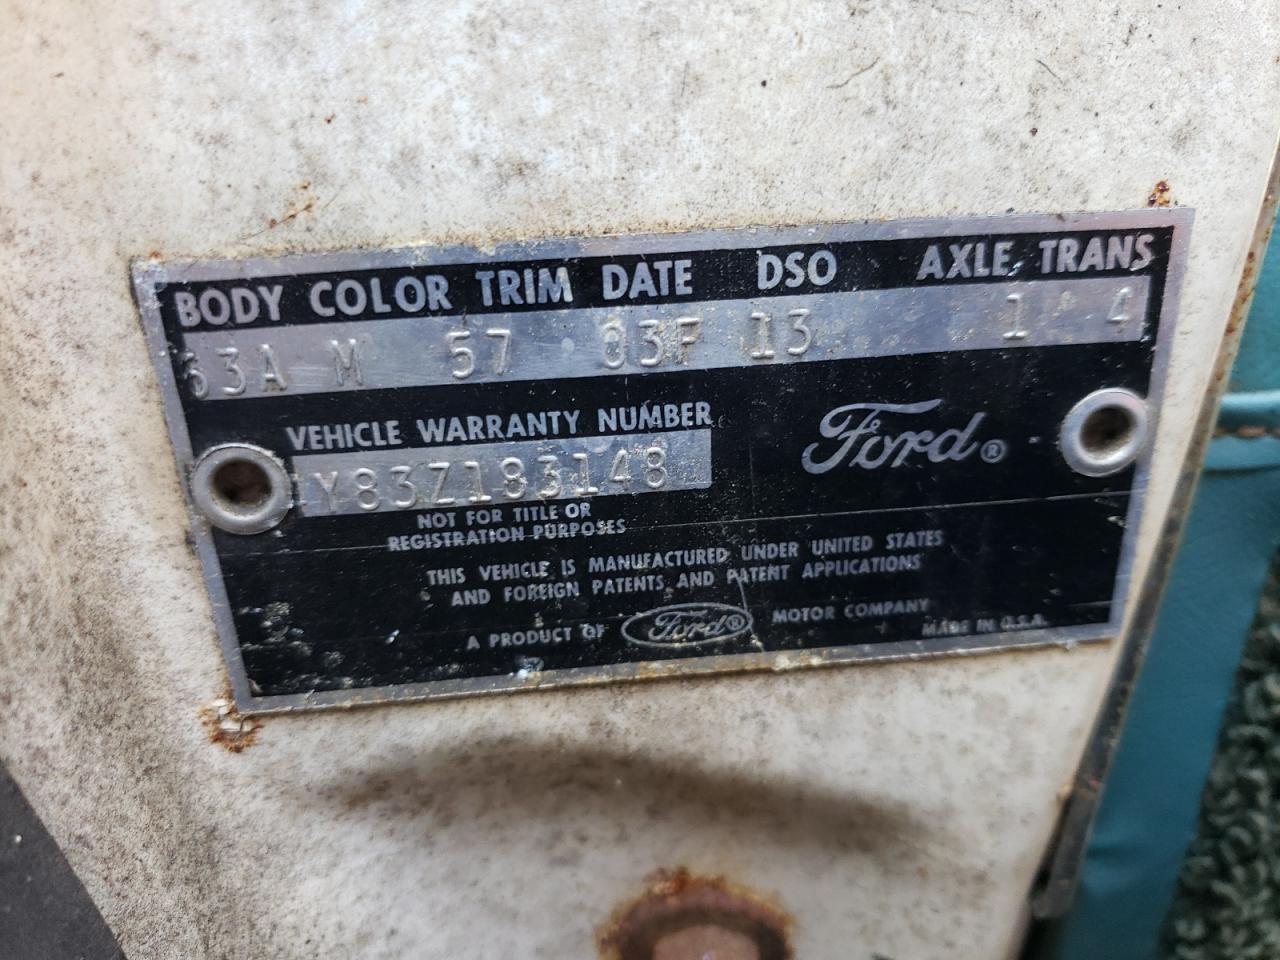 BODY COLOR TRIM DATE DSO AXLE TRANS
63A M 57 03F 13 1 4
VEHICLE WARRANTY NUMBER
Y83Z183148
Ford®
NOT FOR TITLE OR
REGISTRATION PURPOSES
THIS VEHICLE IS MANUFACTURED UNDER UNITED STATES
AND FOREIGN PATENTS AND PATENT APPLICATIONS
A PRODUCT OF Ford® MOTOR COMPANY
MADE IN U.S.A.